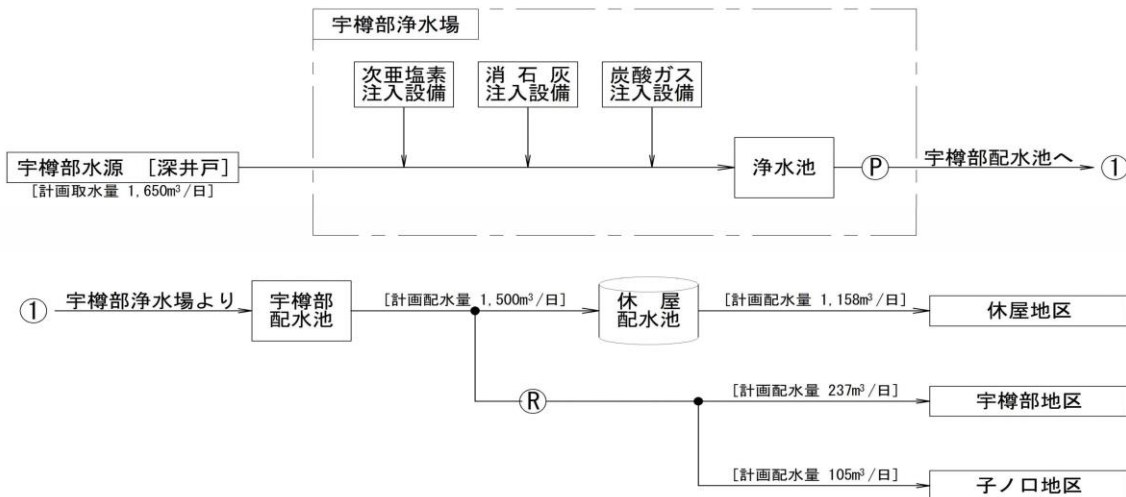 宇樽部浄水場
次亜塩素
注入設備
消石灰
注入設備
炭酸ガス
注入設備
宇樽部水源 [深井戸]
[計画取水量 1,650m³/日]
浄水池
P
宇樽部配水池へ
①
①
宇樽部浄水場より
宇樽部
配水池
[計画配水量 1,500m³/日]
休屋
配水池
[計画配水量 1,158m³/日]
休屋地区
R
[計画配水量 237m³/日]
宇樽部地区
[計画配水量 105m³/日]
子ノ口地区